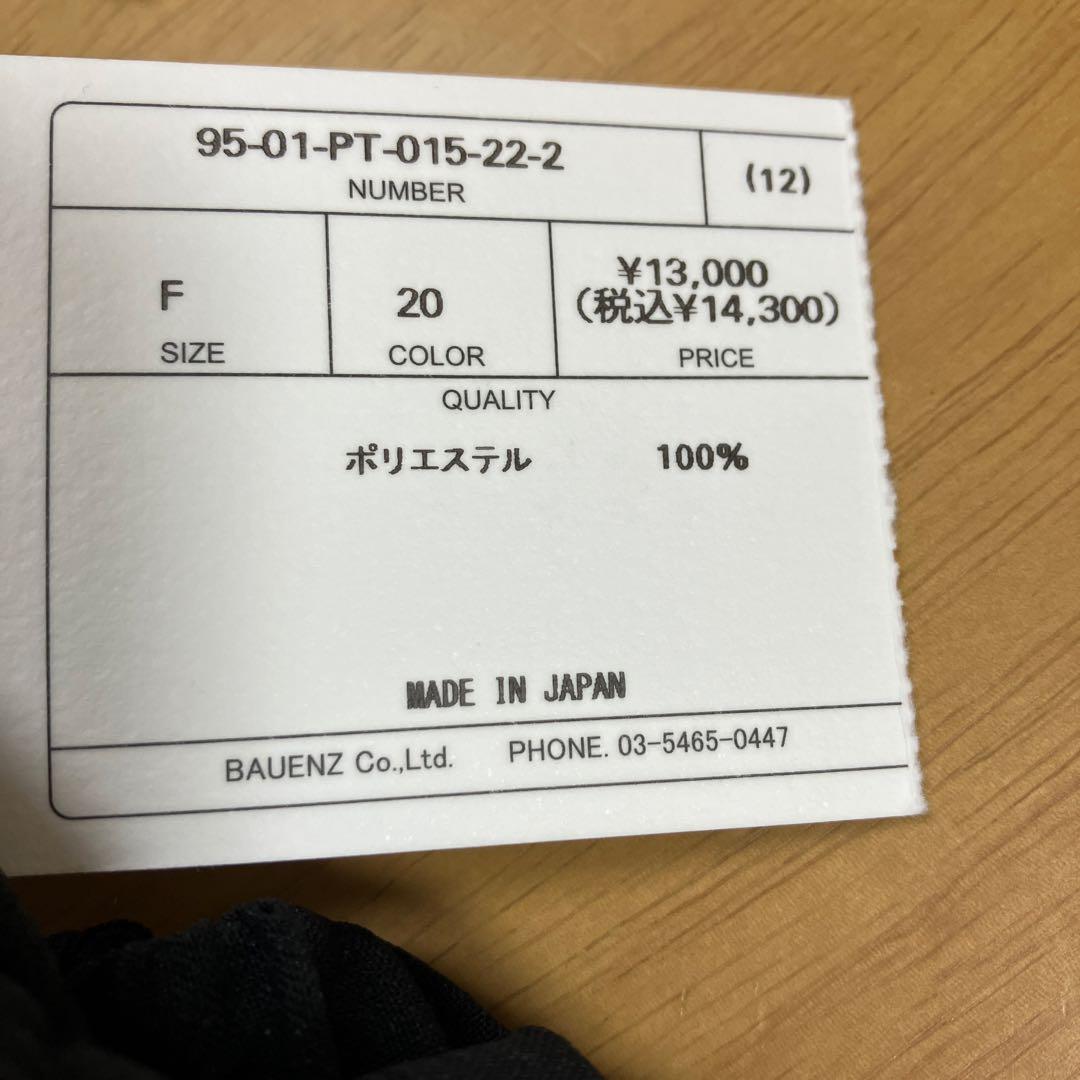 95-01-PT-015-22-2
NUMBER
(12)
F
SIZE
20
COLOR
¥13,000
(税込¥14,300)
PRICE
QUALITY
ポリエステル 100%
MADE IN JAPAN
BAUENZ Co.,Ltd. PHONE. 03-5465-0447